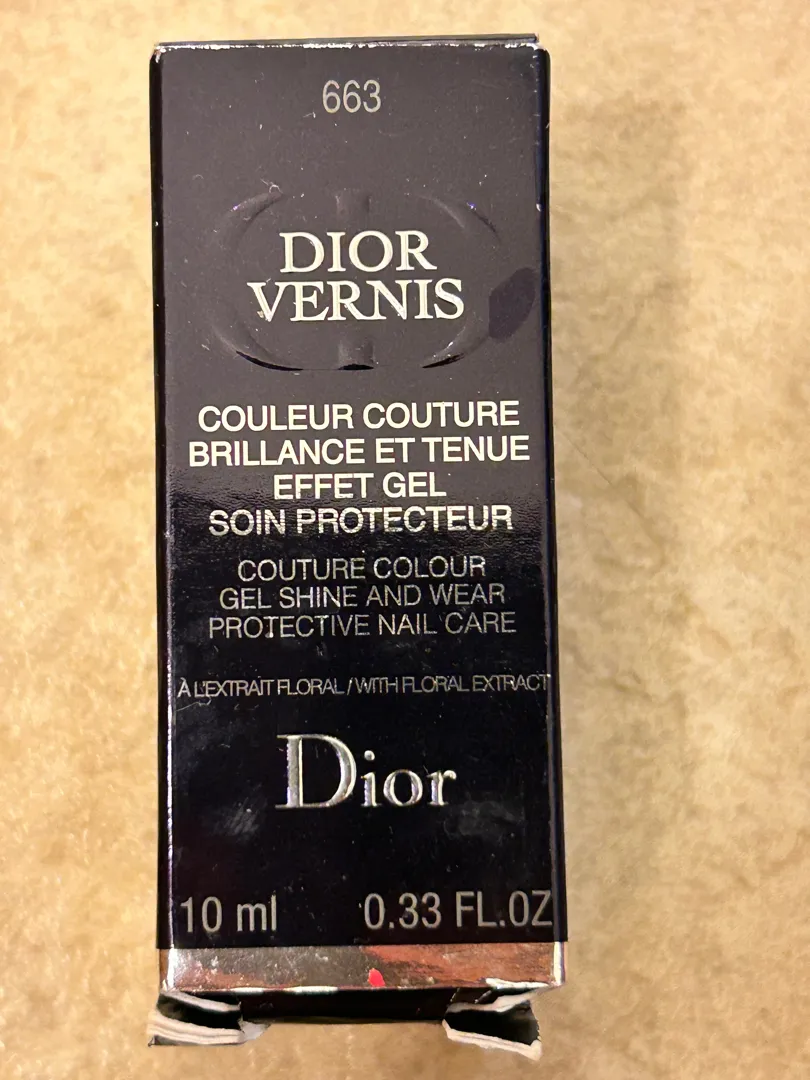 663
DIOR
VERNIS
COULEUR COUTURE
BRILLANCE ET TENUE
EFFET GEL
SOIN PROTECTEUR
COUTURE COLOUR
GEL SHINE AND WEAR
PROTECTIVE NAIL CARE
À L'EXTRAIT FLORAL / WITH FLORAL EXTRACT
Dior
10 ml 0.33 FL.OZ